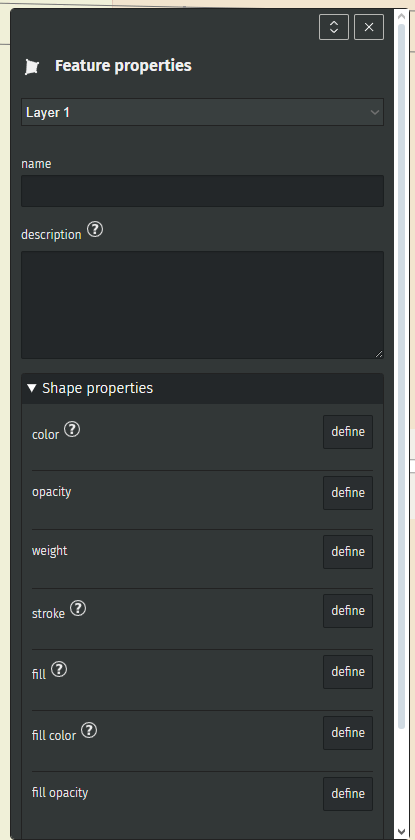 Feature properties
Layer 1
name
description ?
▼ Shape properties
color ? define
opacity define
weight define
stroke ? define
fill ? define
fill color ? define
fill opacity define